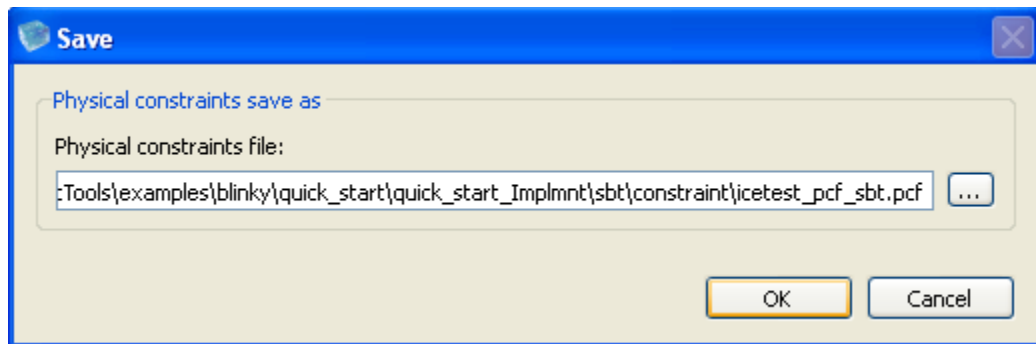 Save
Physical constraints save as
Physical constraints file:
:Tools\examples\blinky\quick_start\quick_start_Implmnt\sbt\constraint\icetest_pcf_sbt.pcf ...
OK Cancel